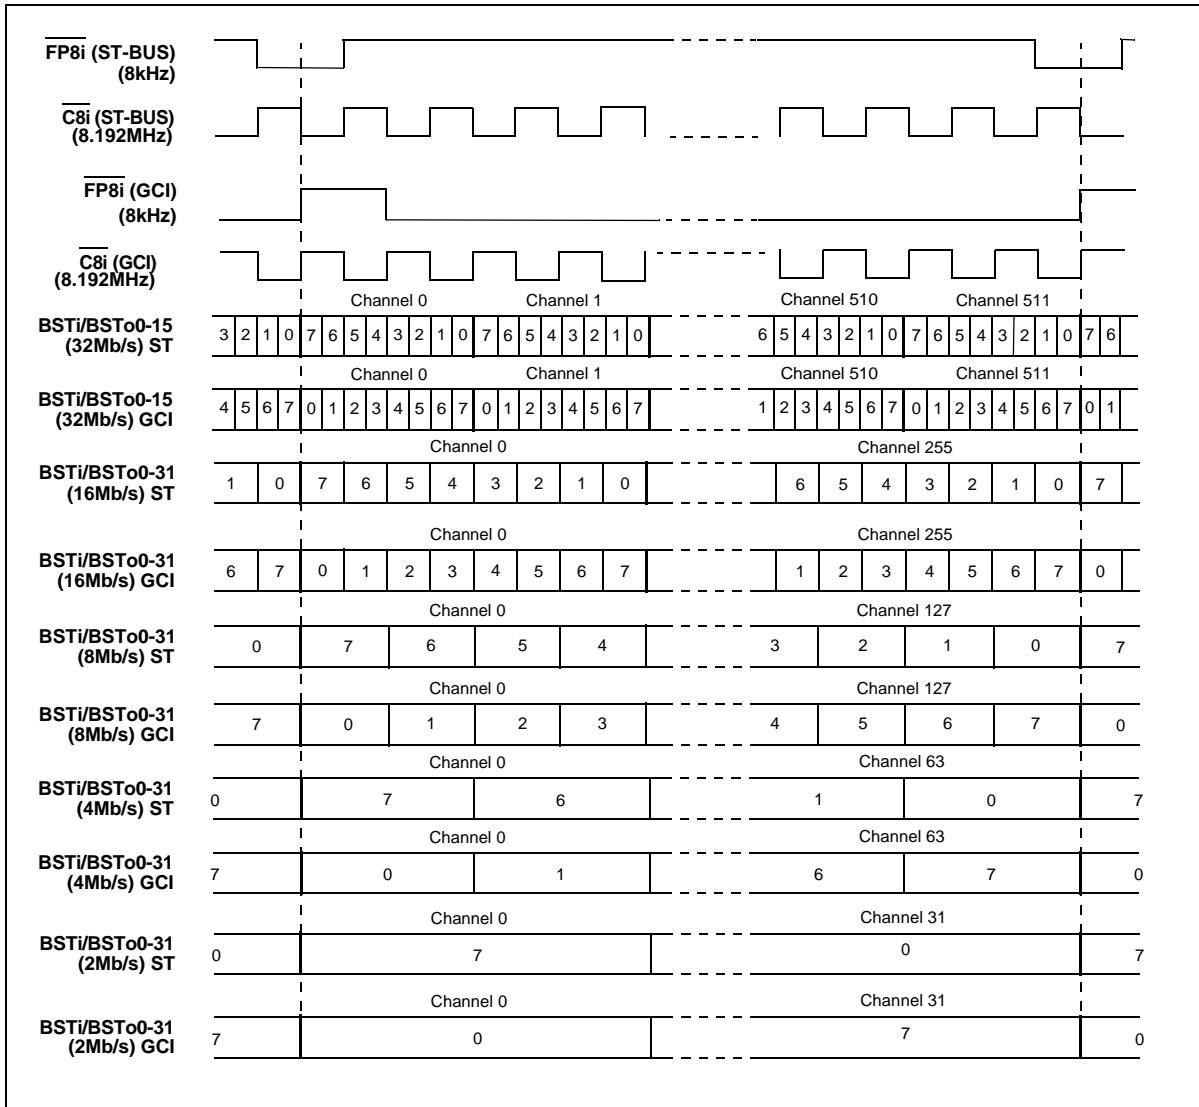 FP8i (ST-BUS)
(8kHz)
C8i (ST-BUS)
(8.192MHz)
FP8i (GCI)
(8kHz)
C8i (GCI)
(8.192MHz)
Channel 0 Channel 1 Channel 510 Channel 511
BSTi/BSTo0-15
(32Mb/s) ST
3 2 1 0 7 6 5 4 3 2 1 0 7 6 5 4 3 2 1 0 6 5 4 3 2 1 0 7 6 5 4 3 2 1 0 7 6
Channel 0 Channel 1 Channel 510 Channel 511
BSTi/BSTo0-15
(32Mb/s) GCI
4 5 6 7 0 1 2 3 4 5 6 7 0 1 2 3 4 5 6 7 1 2 3 4 5 6 7 0 1 2 3 4 5 6 7 0 1
Channel 0 Channel 255
BSTi/BSTo0-31
(16Mb/s) ST
1 0 7 6 5 4 3 2 1 0 6 5 4 3 2 1 0 7
Channel 0 Channel 255
BSTi/BSTo0-31
(16Mb/s) GCI
6 7 0 1 2 3 4 5 6 7 1 2 3 4 5 6 7 0
Channel 0 Channel 127
BSTi/BSTo0-31
(8Mb/s) ST
0 7 6 5 4 3 2 1 0 7
Channel 0 Channel 127
BSTi/BSTo0-31
(8Mb/s) GCI
7 0 1 2 3 4 5 6 7 0
Channel 0 Channel 63
BSTi/BSTo0-31
(4Mb/s) ST
0 7 6 1 0 7
Channel 0 Channel 63
BSTi/BSTo0-31
(4Mb/s) GCI
7 0 1 6 7 0
Channel 0 Channel 31
BSTi/BSTo0-31
(2Mb/s) ST
0 7 0 7
Channel 0 Channel 31
BSTi/BSTo0-31
(2Mb/s) GCI
7 0 7 0